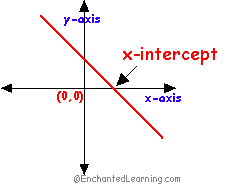 y-axis
x-intercept
(0,0)
x-axis
@EnchantedLearning.com